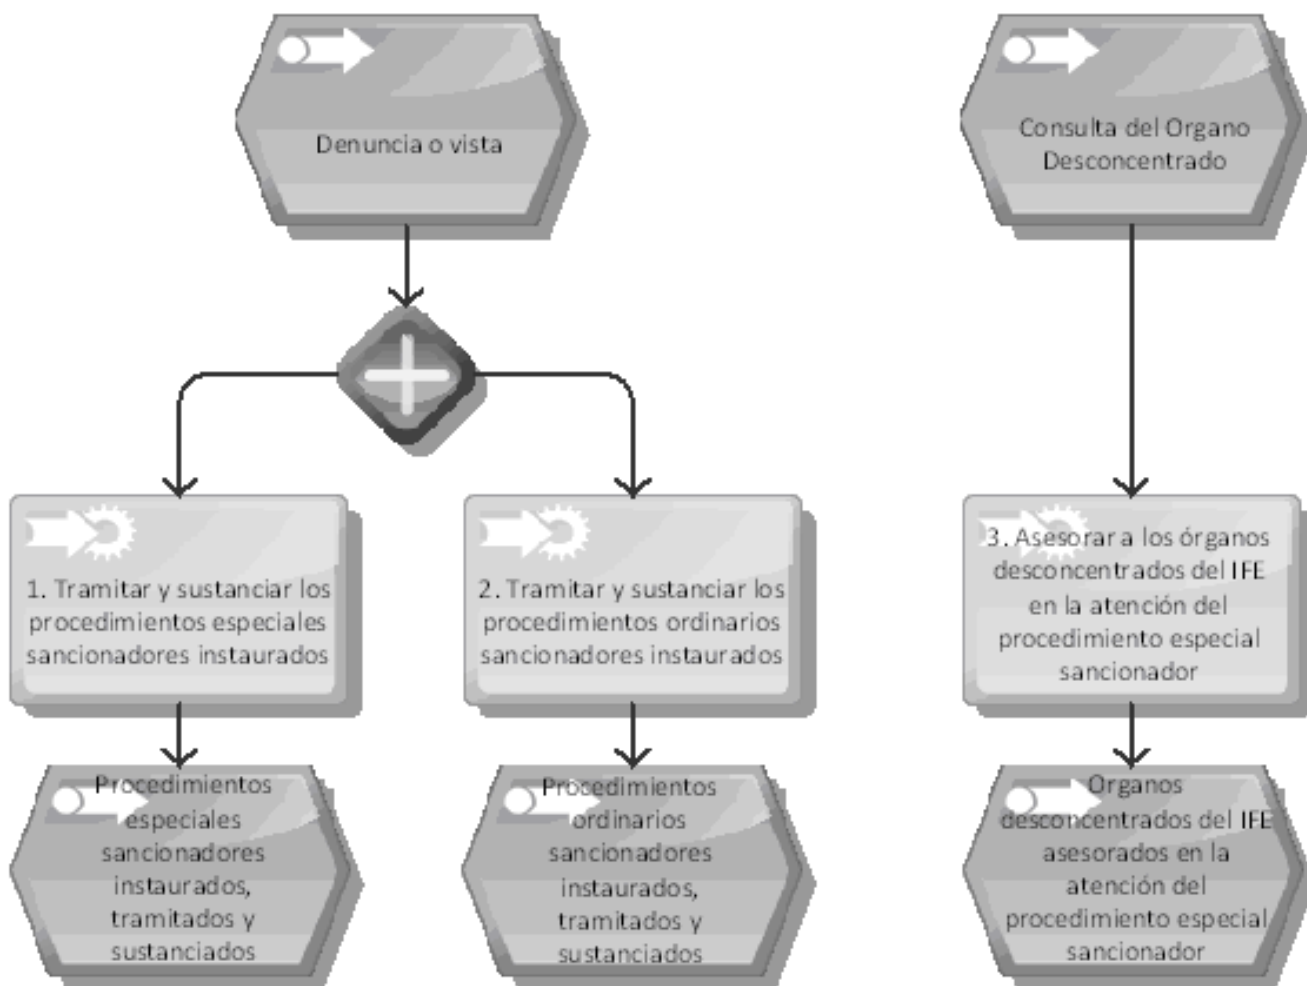 Denuncia o vista
Consulta del Organo
Desconcentrado
1. Tramitar y sustanciar los
procedimientos especiales
sancionadores instaurados
2. Tramitar y sustanciar los
procedimientos ordinarios
sancionadores instaurados
3. Asesorar a los órganos
desconcentrados del IFE
en la atención del
procedimiento especial
sancionador
Procedimientos
especiales
sancionadores
instaurados,
tramitados y
sustanciados
Procedimientos
ordinarios
sancionadores
instaurados,
tramitados y
sustanciados
Organos
desconcentrados del IFE
asesorados en la
atención del
procedimiento especial
sancionador